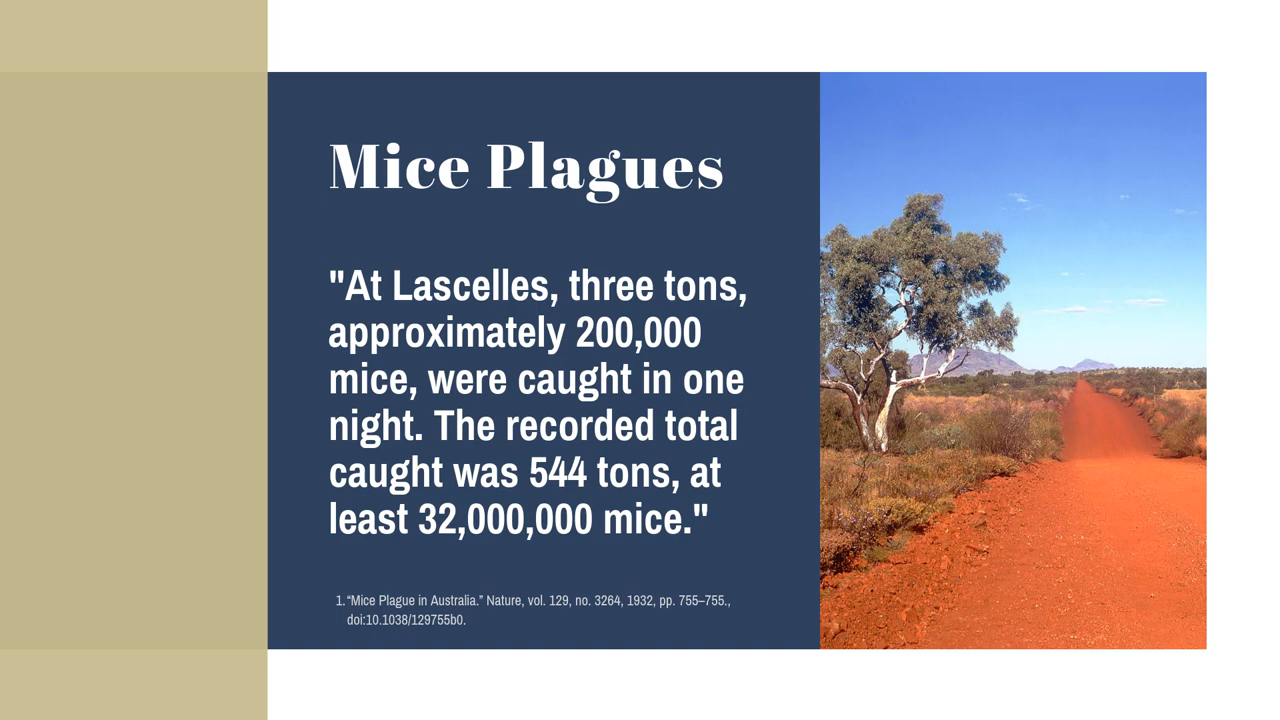 Mice Plagues
"At Lascelles, three tons,
approximately 200,000
mice, were caught in one
night. The recorded total
caught was 544 tons, at
least 32,000,000 mice."
1. “Mice Plague in Australia.” Nature, vol. 129, no. 3264, 1932, pp. 755–755.,
doi:10.1038/129755b0.